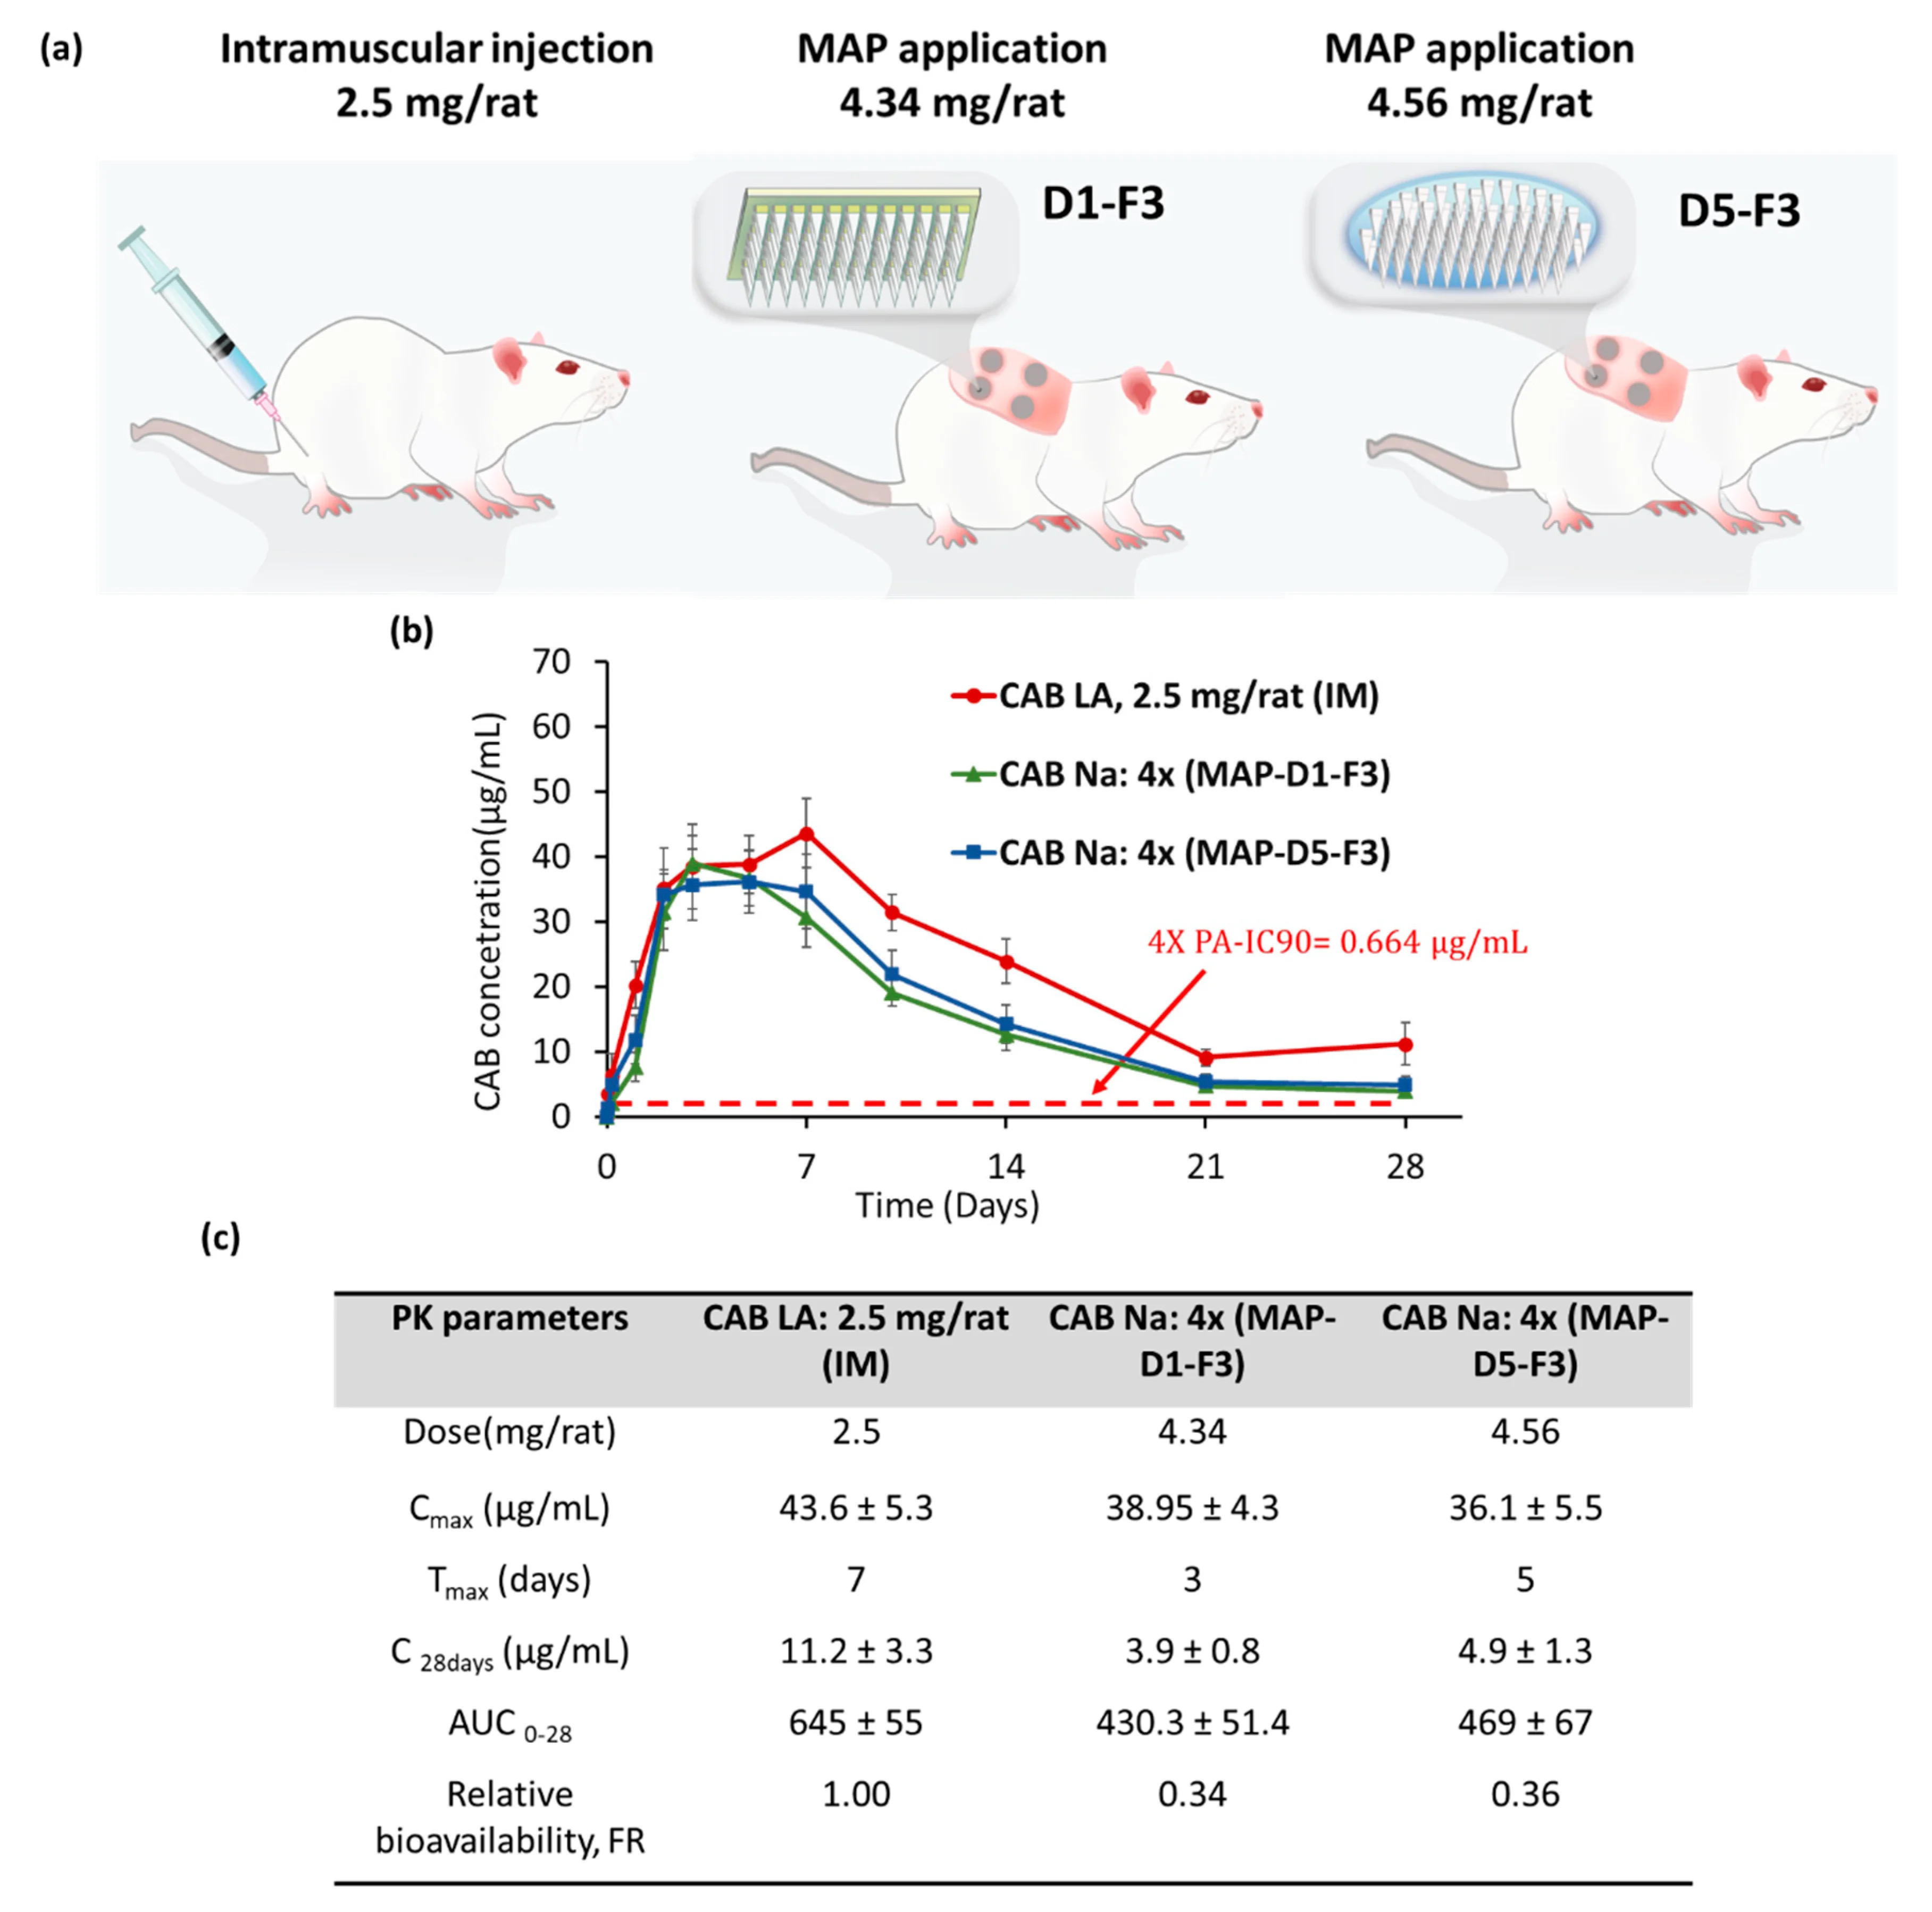 (a)
Intramuscular injection
2.5 mg/rat
MAP application
4.34 mg/rat
MAP application
4.56 mg/rat
D1-F3
D5-F3
(b)
CAB concetration(µg/mL)
70
60
50
40
30
20
10
0
CAB LA, 2.5 mg/rat (IM)
CAB Na: 4x (MAP-D1-F3)
CAB Na: 4x (MAP-D5-F3)
4X PA-IC90= 0.664 µg/mL
0 7 14 21 28
Time (Days)
(c)
PK parameters
CAB LA: 2.5 mg/rat
(IM)
CAB Na: 4x (MAP-
D1-F3)
CAB Na: 4x (MAP-
D5-F3)
Dose(mg/rat) 2.5 4.34 4.56
Cmax (µg/mL) 43.6 ± 5.3 38.95 ± 4.3 36.1 ± 5.5
Tmax (days) 7 3 5
C 28days (µg/mL) 11.2 ± 3.3 3.9 ± 0.8 4.9 ± 1.3
AUC 0-28 645 ± 55 430.3 ± 51.4 469 ± 67
Relative
bioavailability, FR
1.00 0.34 0.36